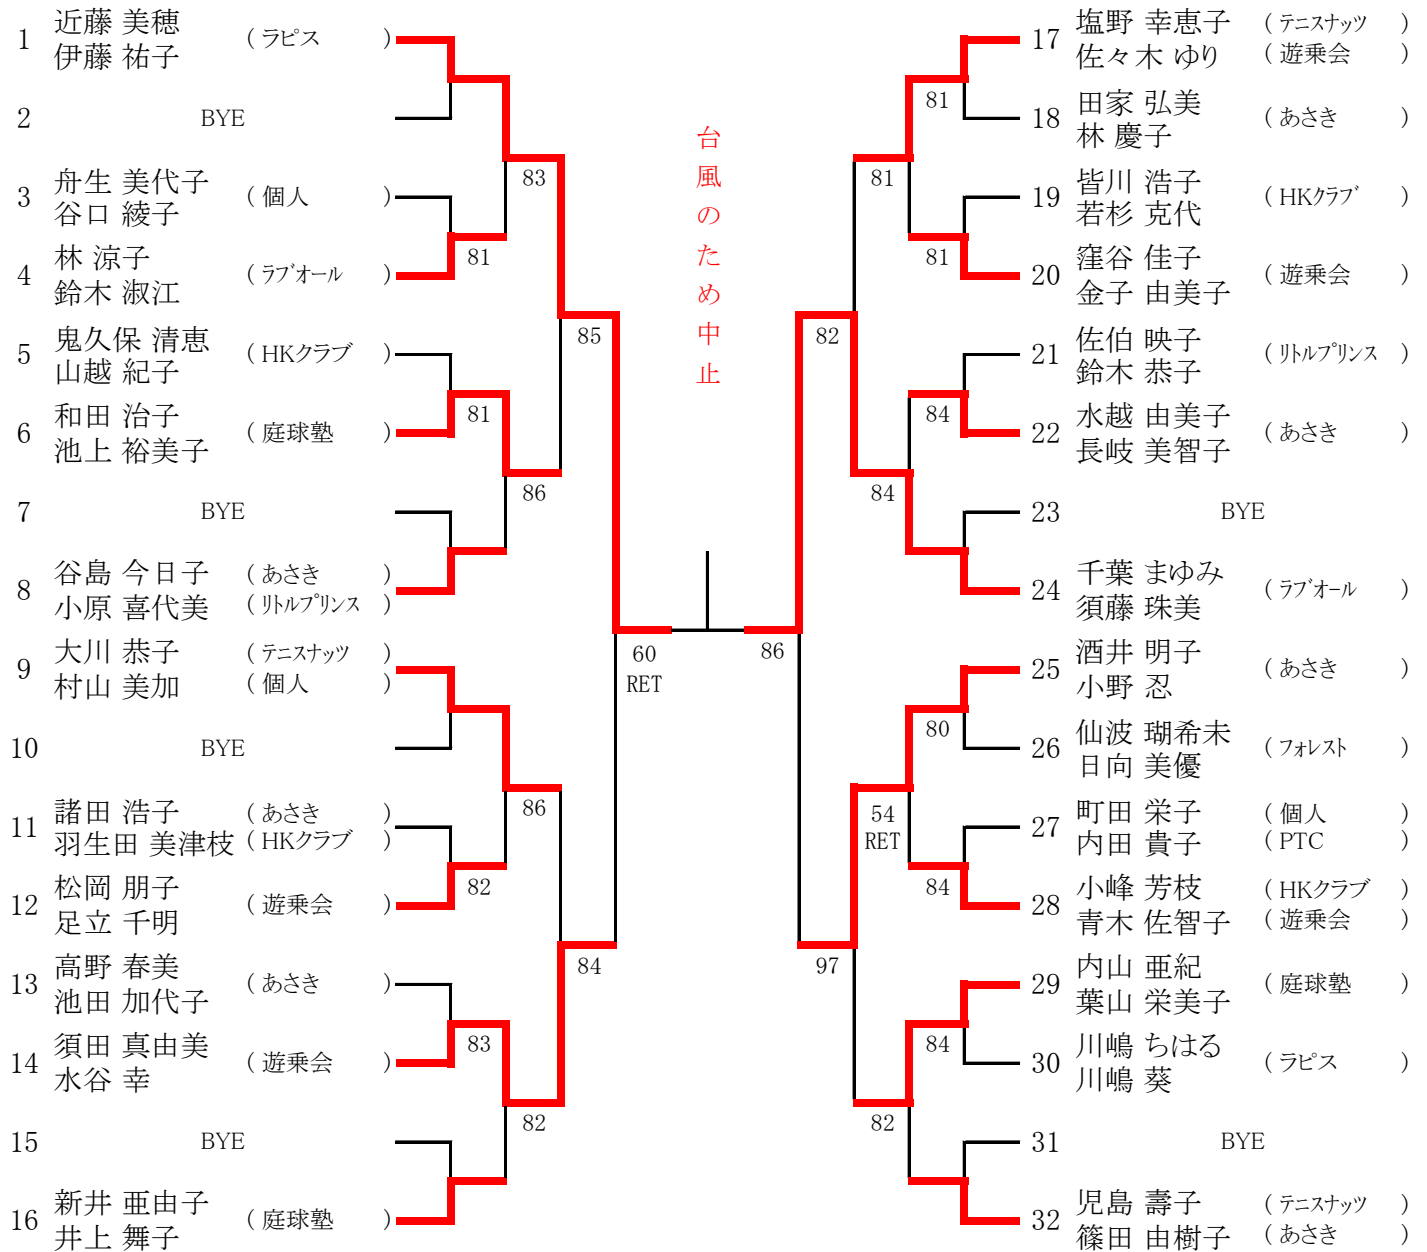 1 近藤 美穂 ( ラピス )
伊藤 祐子
2 BYE
83
3 舟生 美代子 ( 個人 )
谷口 綾子
81
4 林 涼子 ( ラブオール )
鈴木 淑江
85
5 鬼久保 清恵 ( HKクラブ )
山越 紀子
81
6 和田 治子 ( 庭球塾 )
池上 裕美子
86
7 BYE
8 谷島 今日子 ( あさき )
小原 喜代美 ( リトルプリンス )
60
RET
9 大川 恭子 ( テニスナッツ )
村山 美加 ( 個人 )
10 BYE
86
11 諸田 浩子 ( あさき )
羽生田 美津枝 ( HKクラブ )
82
12 松岡 朋子 ( 遊乗会 )
足立 千明
84
13 高野 春美 ( あさき )
池田 加代子
83
14 須田 真由美 ( 遊乗会 )
水谷 幸
82
15 BYE
16 新井 亜由子 ( 庭球塾 )
井上 舞子
台風のため中止
17 塩野 幸恵子 ( テニスナッツ )
佐々木 ゆり ( 遊乗会 )
81
18 田家 弘美 ( あさき )
林 慶子
81
19 皆川 浩子 ( HKクラブ )
若杉 克代
81
20 窪谷 佳子 ( 遊乗会 )
金子 由美子
82
21 佐伯 映子 ( リトルプリンス )
鈴木 恭子
84
22 水越 由美子 ( あさき )
長岐 美智子
84
23 BYE
24 千葉 まゆみ ( ラブオール )
須藤 珠美
86
25 酒井 明子 ( あさき )
小野 忍
80
26 仙波 瑚希未 ( フォレスト )
日向 美優
54
RET
27 町田 栄子 ( 個人 )
内田 貴子 ( PTC )
84
28 小峰 芳枝 ( HKクラブ )
青木 佐智子 ( 遊乗会 )
97
29 内山 亜紀 ( 庭球塾 )
葉山 栄美子
84
30 川嶋 ちはる ( ラピス )
川嶋 葵
82
31 BYE
32 児島 壽子 ( テニスナッツ )
篠田 由樹子 ( あさき )